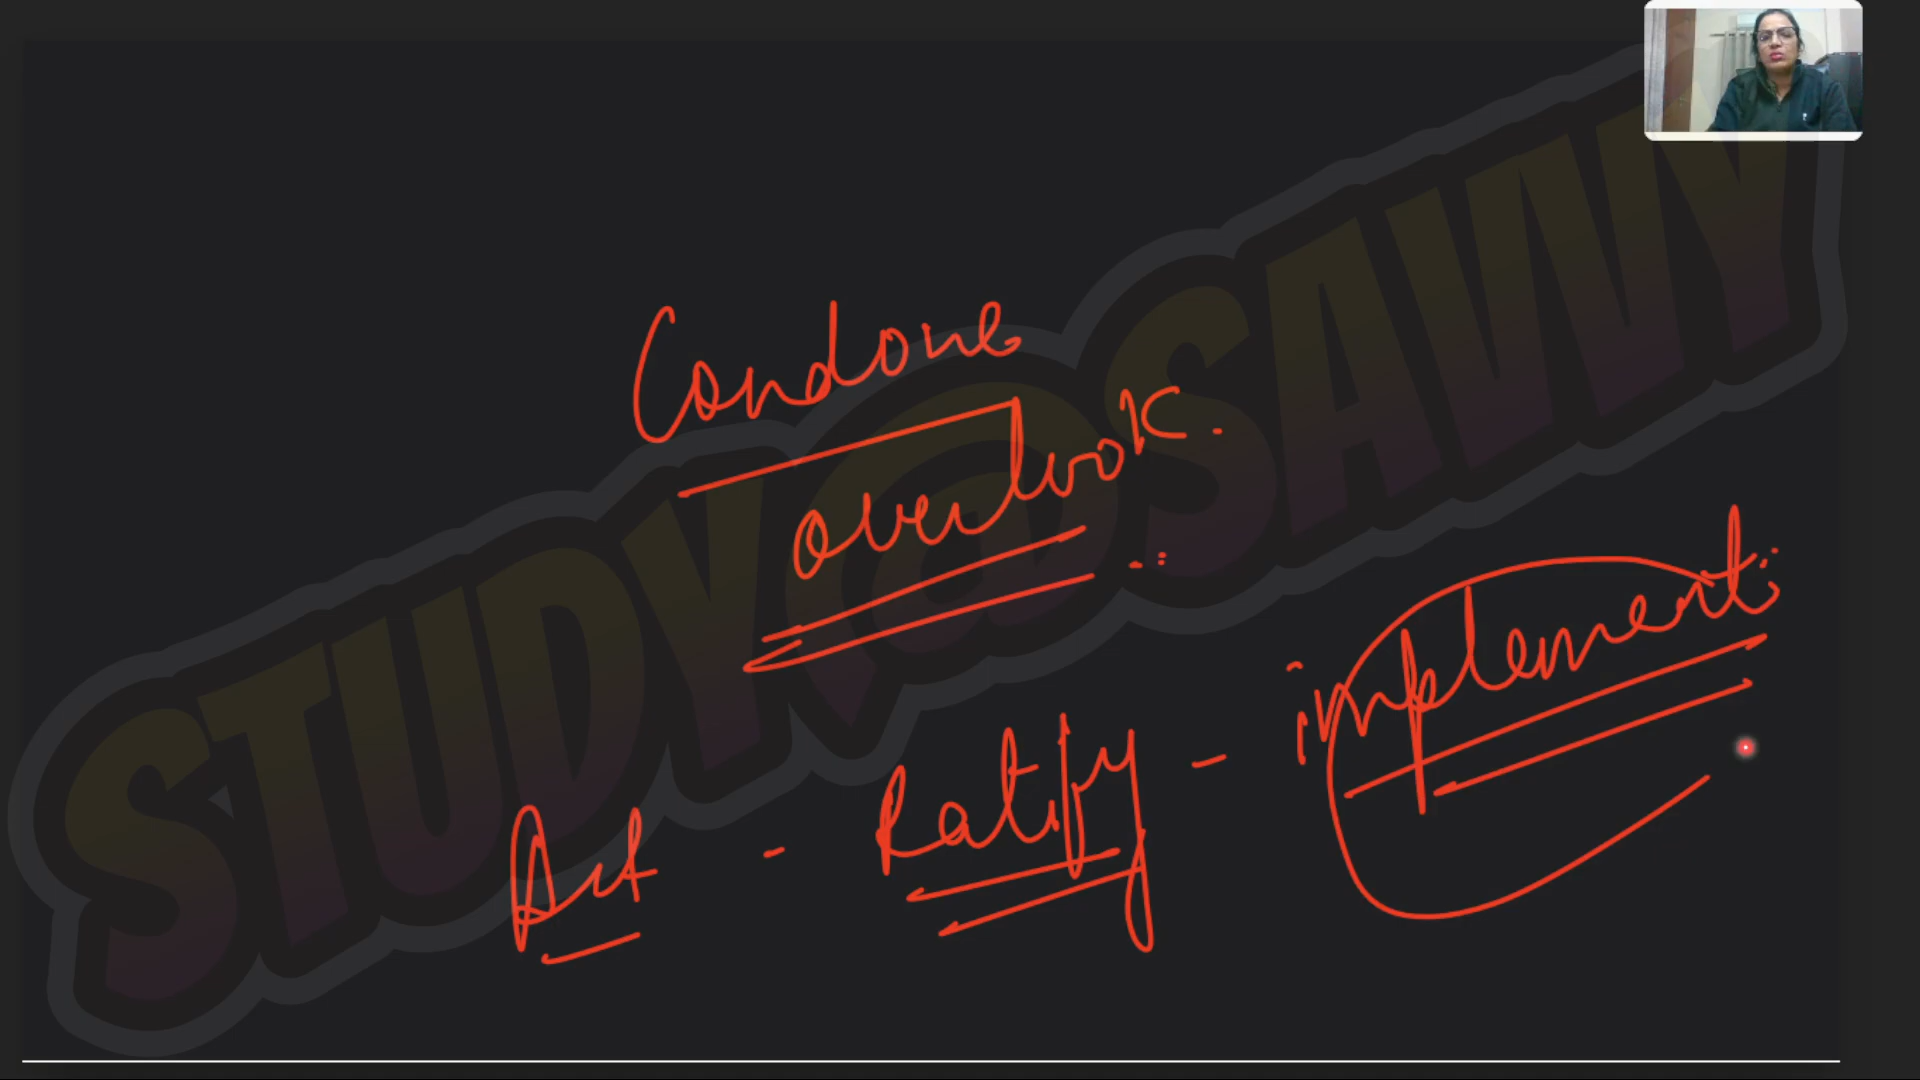 Condone
overlook.
Act - Ratify - implement
STUDY@SAVVY